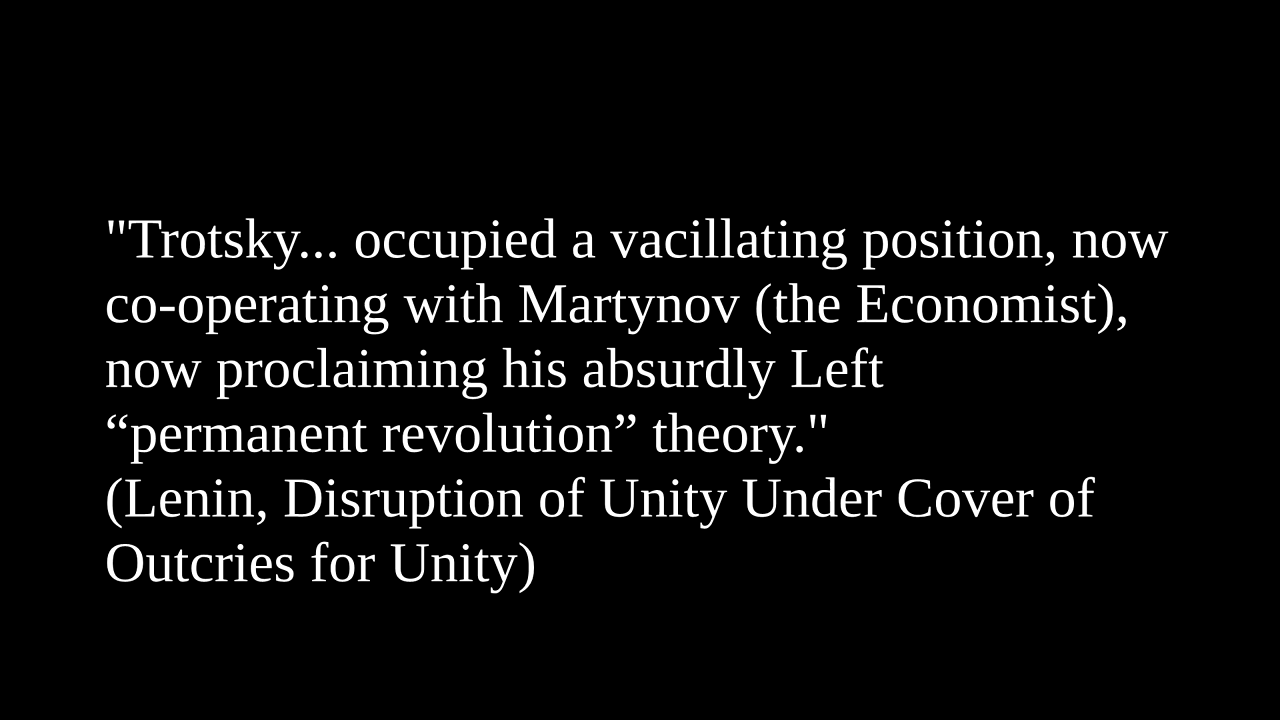 "Trotsky... occupied a vacillating position, now
co-operating with Martynov (the Economist),
now proclaiming his absurdly Left
“permanent revolution” theory."
(Lenin, Disruption of Unity Under Cover of
Outcries for Unity)